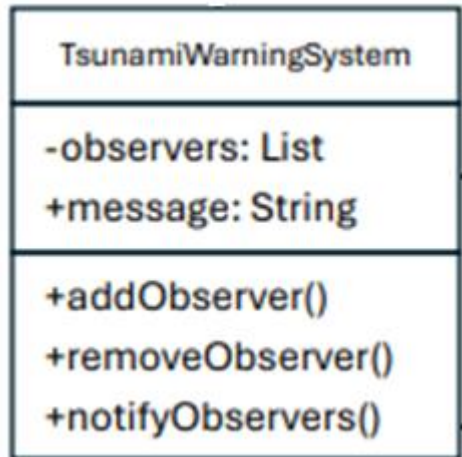 TsunamiWarningSystem
-observers: List
+message: String
+addObserver()
+removeObserver()
+notifyObservers()